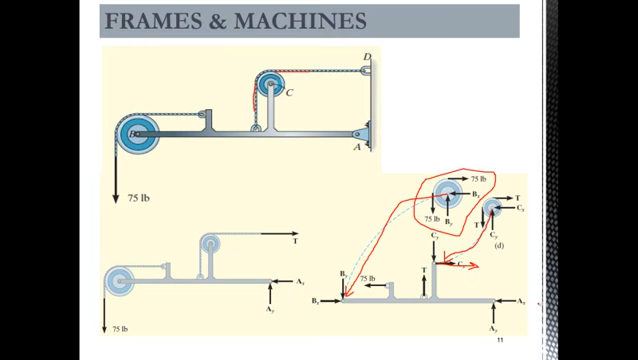 FRAMES & MACHINES
D
C
B
A
75 lb
T
75 lb
Ax
Ay
75 lb
Bx
75 lb
By
T
Cx
T
Cy
(d)
Cy
Cx
By
75 lb
T
Bx
Ax
Ay
11